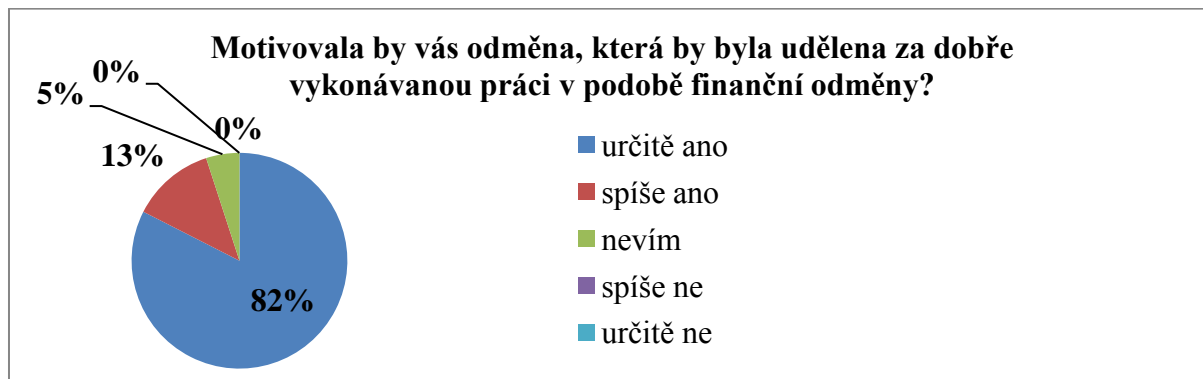 Motivovala by vás odměna, která by byla udělena za dobře
vykonávanou práci v podobě finanční odměny?
0%
5%
0%
13%
82%
určitě ano
spíše ano
nevím
spíše ne
určitě ne